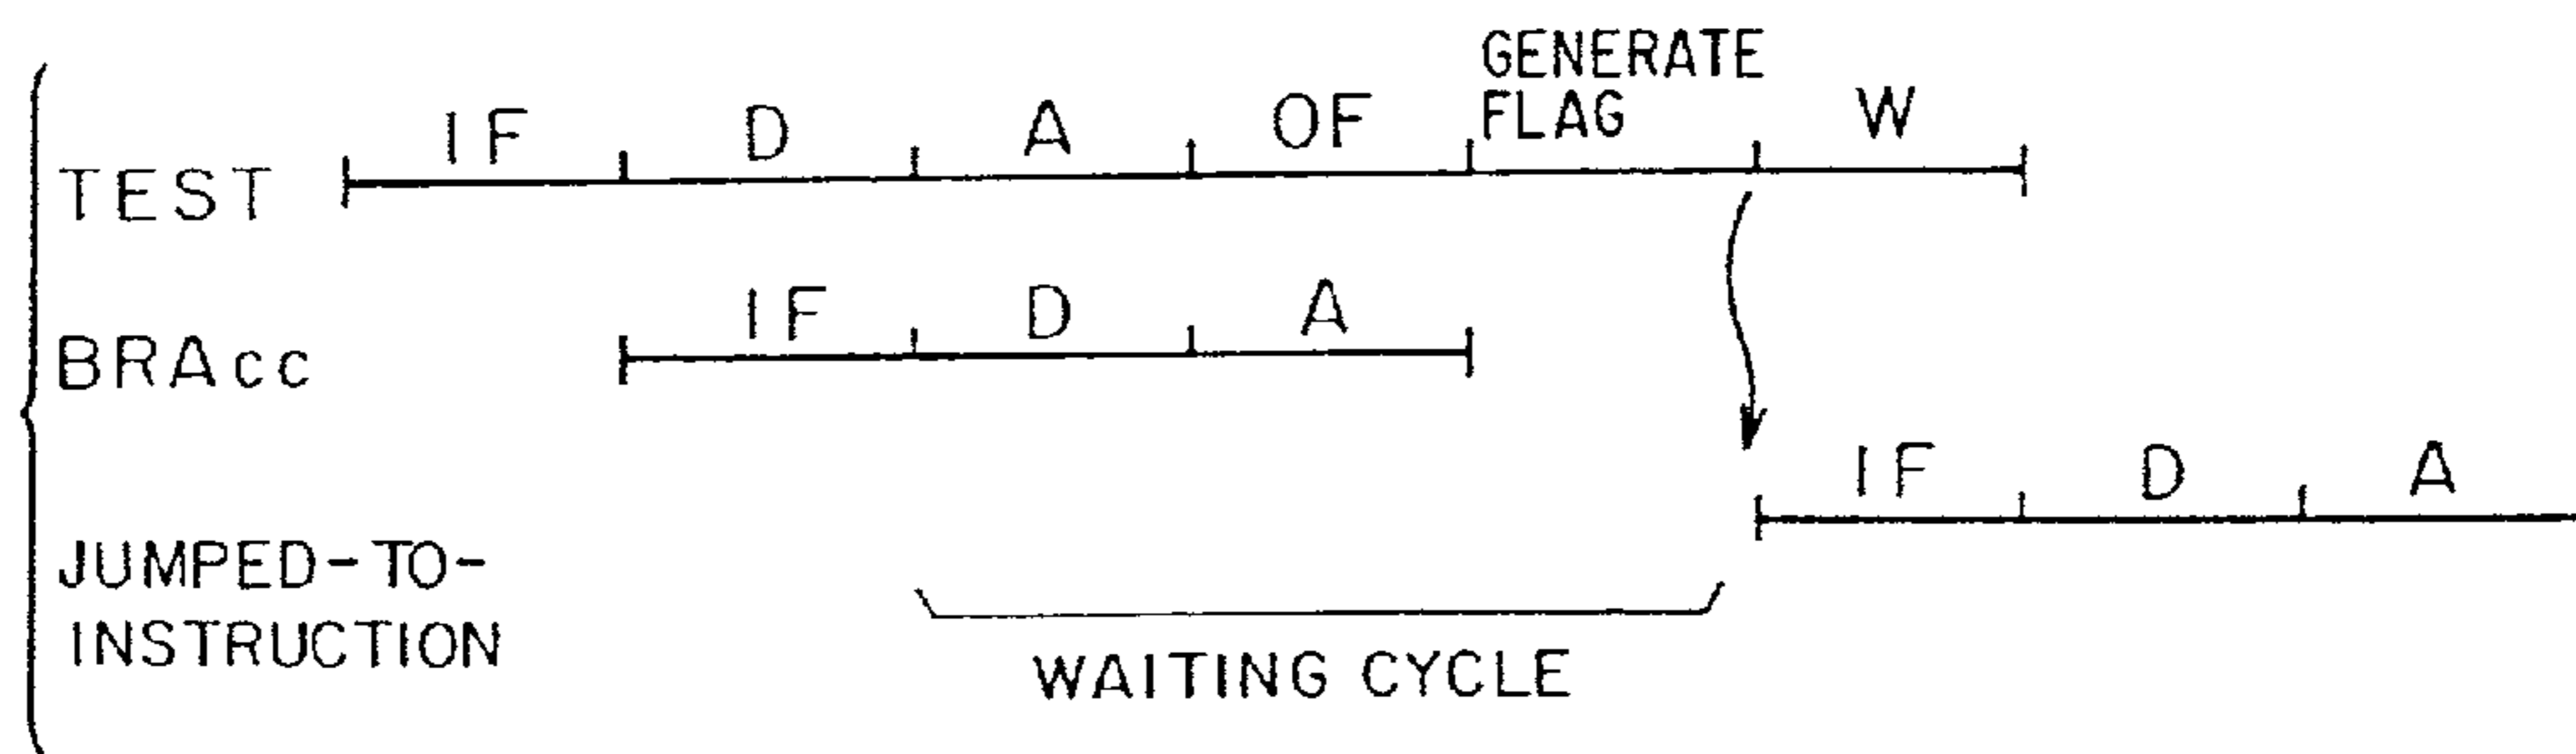 GENERATE
FLAG
TEST IF D A OF W
BRAcc IF D A
IF D A
JUMPED-TO-
INSTRUCTION
WAITING CYCLE